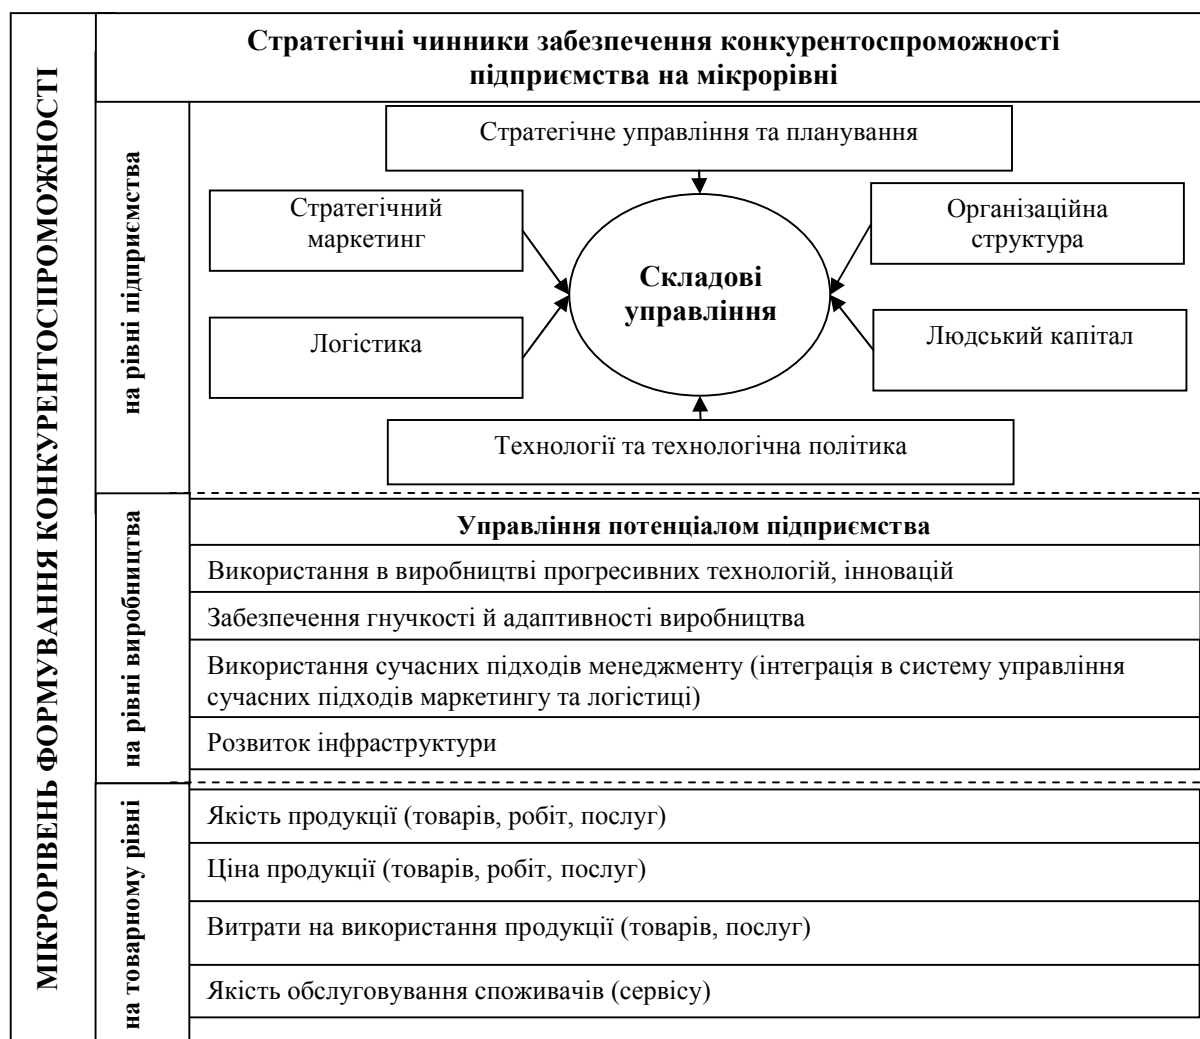 МІКРОРІВЕНЬ ФОРМУВАННЯ КОНКУРЕНТОСПРОМОЖНОСТІ
Стратегічні чинники забезпечення конкурентоспроможності
підприємства на мікрорівні
на рівні підприємства
Стратегічне управління та планування
Стратегічний
маркетинг
Організаційна
структура
Складові
управління
Логістика
Людський капітал
Технології та технологічна політика
на рівні виробництва
Управління потенціалом підприємства
Використання в виробництві прогресивних технологій, інновацій
Забезпечення гнучкості й адаптивності виробництва
Використання сучасних підходів менеджменту (інтеграція в систему управління
сучасних підходів маркетингу та логістиці)
Розвиток інфраструктури
на товарному рівні
Якість продукції (товарів, робіт, послуг)
Ціна продукції (товарів, робіт, послуг)
Витрати на використання продукції (товарів, послуг)
Якість обслуговування споживачів (сервісу)